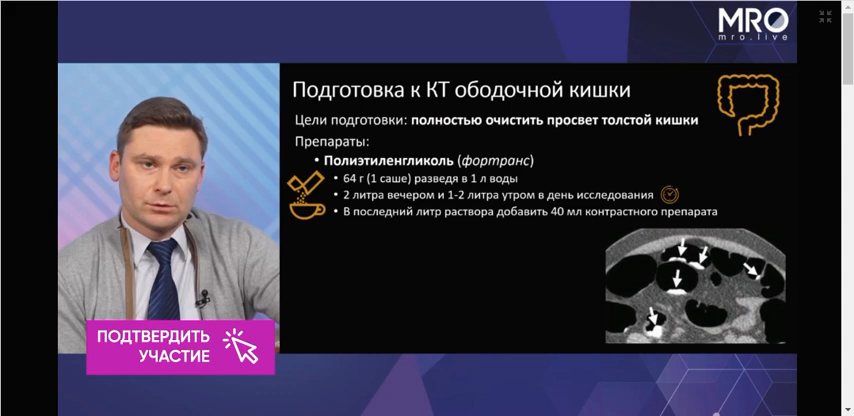 MRO
mro.live
Подготовка к КТ ободочной кишки
Цели подготовки: полностью очистить просвет толстой кишки
Препараты:
• Полиэтиленгликоль (фортранс)
• 64 г (1 саше) разведя в 1 л воды
• 2 литра вечером и 1-2 литра утром в день исследования
• В последний литр раствора добавить 40 мл контрастного препарата
ПОДТВЕРДИТЬ
УЧАСТИЕ